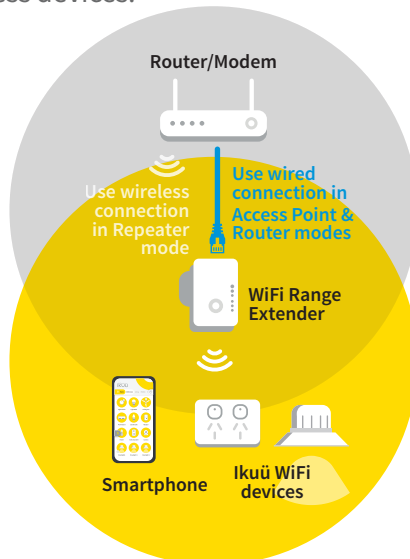 Router/Modem
Use wireless
connection
in Repeater
mode
Use wired
connection in
Access Point &
Router modes
WiFi Range
Extender
Smartphone
Ikuü WiFi
devices